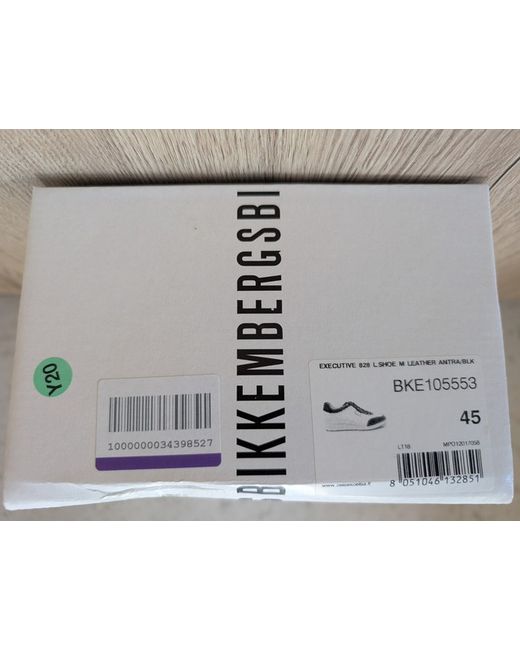 BIKKEMBERGSBI
Y20
1000000034398527
EXECUTIVE 828 L.SHOE M LEATHER ANTRA/BLK
BKE105553
45
L118
MPO12017058
8 051046 132851